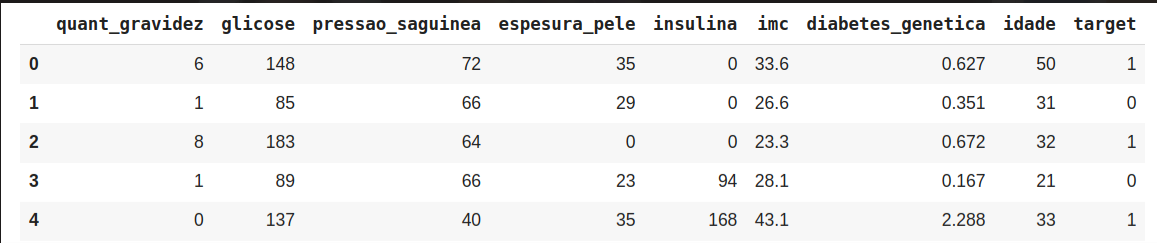 quant_gravidez glicose pressao_saguinea espesura_pele insulina imc diabetes_genetica idade target
0 6 148 72 35 0 33.6 0.627 50 1
1 1 85 66 29 0 26.6 0.351 31 0
2 8 183 64 0 0 23.3 0.672 32 1
3 1 89 66 23 94 28.1 0.167 21 0
4 0 137 40 35 168 43.1 2.288 33 1